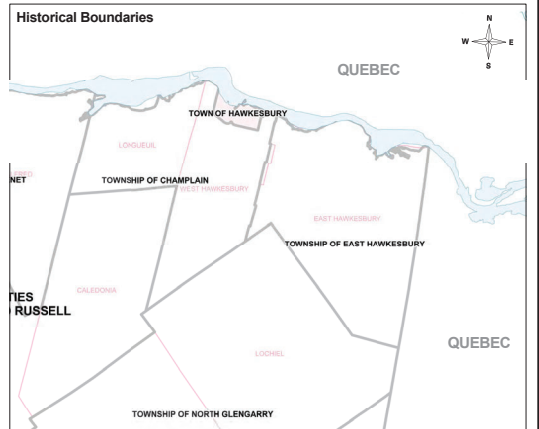 Historical Boundaries
N
W E
S
QUEBEC
TOWN OF HAWKESBURY
LONGUEUIL
FRED
NET
TOWNSHIP OF CHAMPLAIN
WEST HAWKESBURY
EAST HAWKESBURY
TOWNSHIP OF EAST HAWKESBURY
CALEDONIA
TIES
RUSSELL
QUEBEC
LOCHIEL
TOWNSHIP OF NORTH GLENGARRY